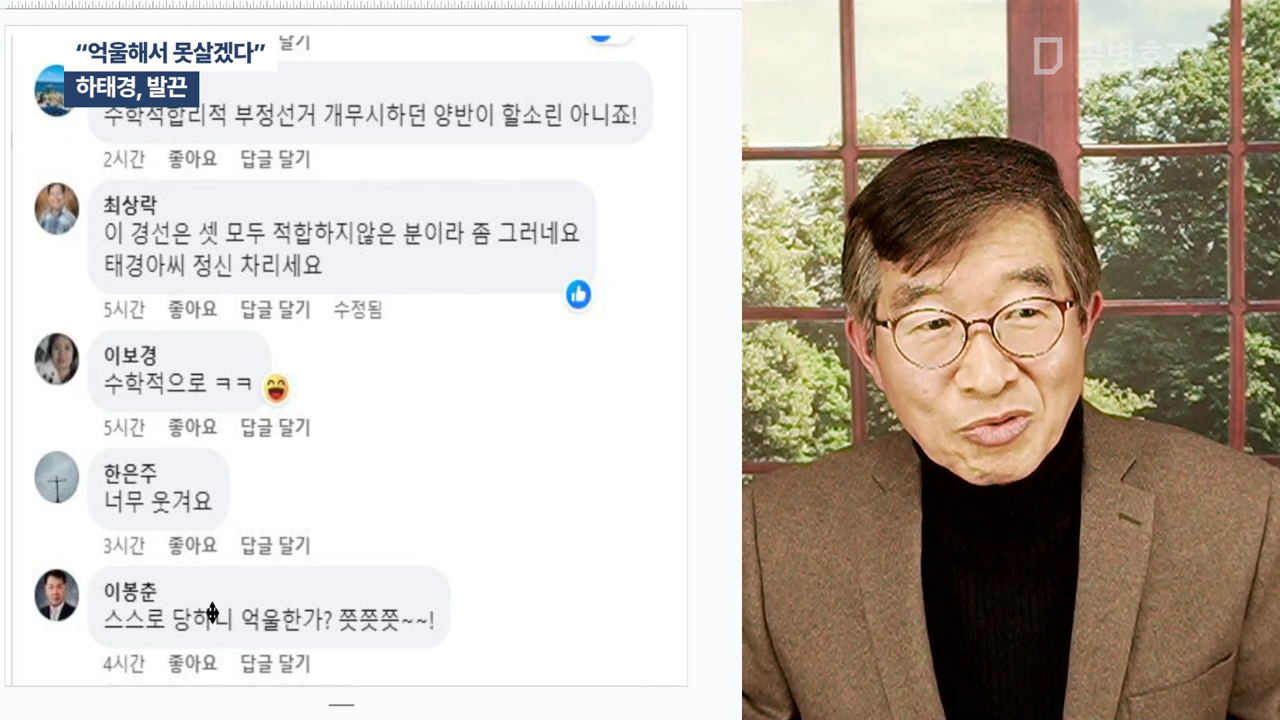 “억울해서 못살겠다”
하태경, 발끈
달기
수학적합리적 부정선거 개무시하던 양반이 할소린 아니죠!
2시간 좋아요 답글 달기
최상락
이 경선은 셋 모두 적합하지않은 분이라 좀 그러네요
태경아씨 정신 차리세요
5시간 좋아요 답글 달기 수정됨
이보경
수학적으로 ㅋㅋ
5시간 좋아요 답글 달기
한은주
너무 웃겨요
3시간 좋아요 답글 달기
이봉춘
스스로 당하니 억울한가? 쯧쯧쯧~~!
4시간 좋아요 답글 달기
공병호